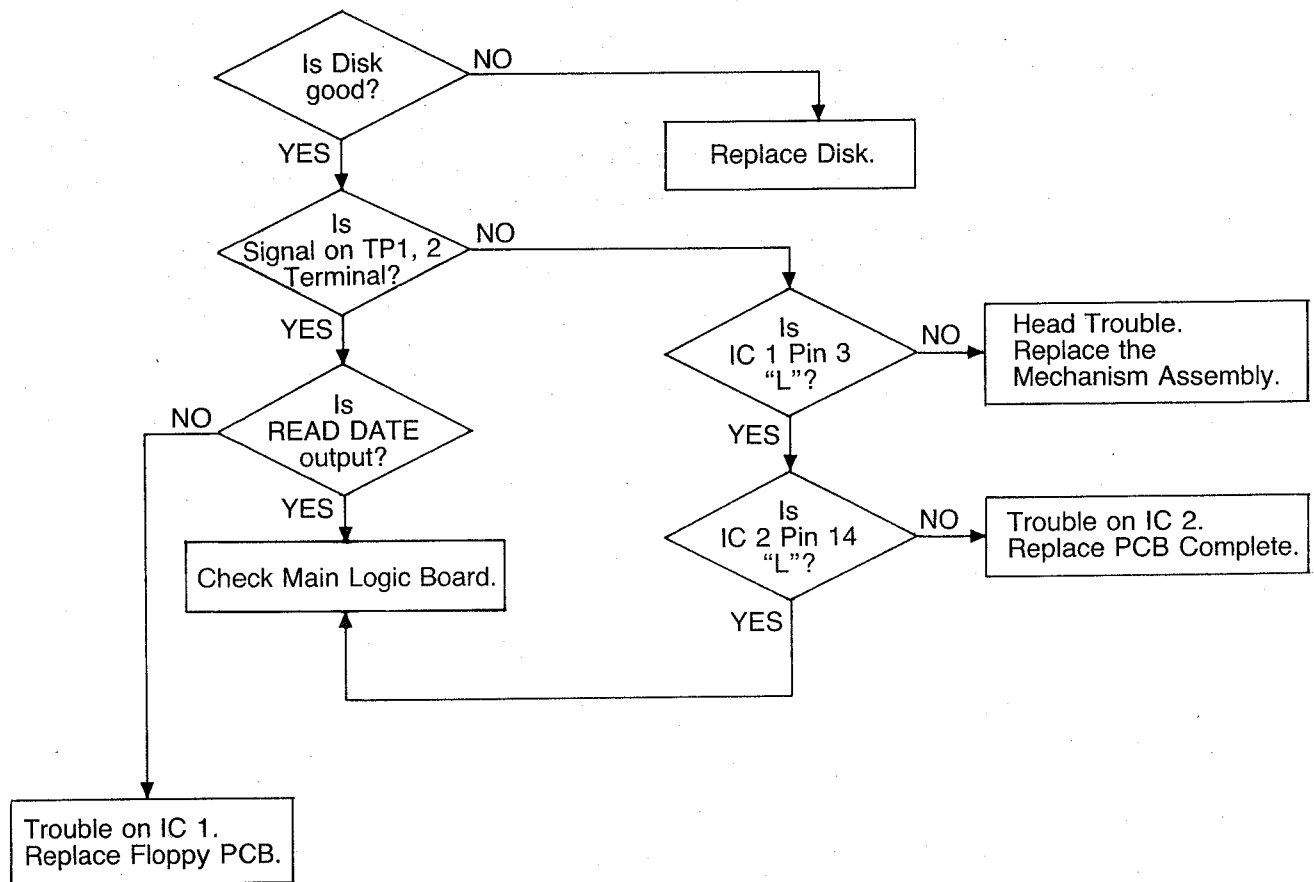 Is Disk
good?
NO
YES
Replace Disk.
Is
Signal on TP1, 2
Terminal?
NO
YES
Is
IC 1 Pin 3
“L”?
NO
YES
Head Trouble.
Replace the
Mechanism Assembly.
Is
READ DATE
output?
NO
YES
Is
IC 2 Pin 14
“L”?
NO
YES
Trouble on IC 2.
Replace PCB Complete.
Check Main Logic Board.
Trouble on IC 1.
Replace Floppy PCB.